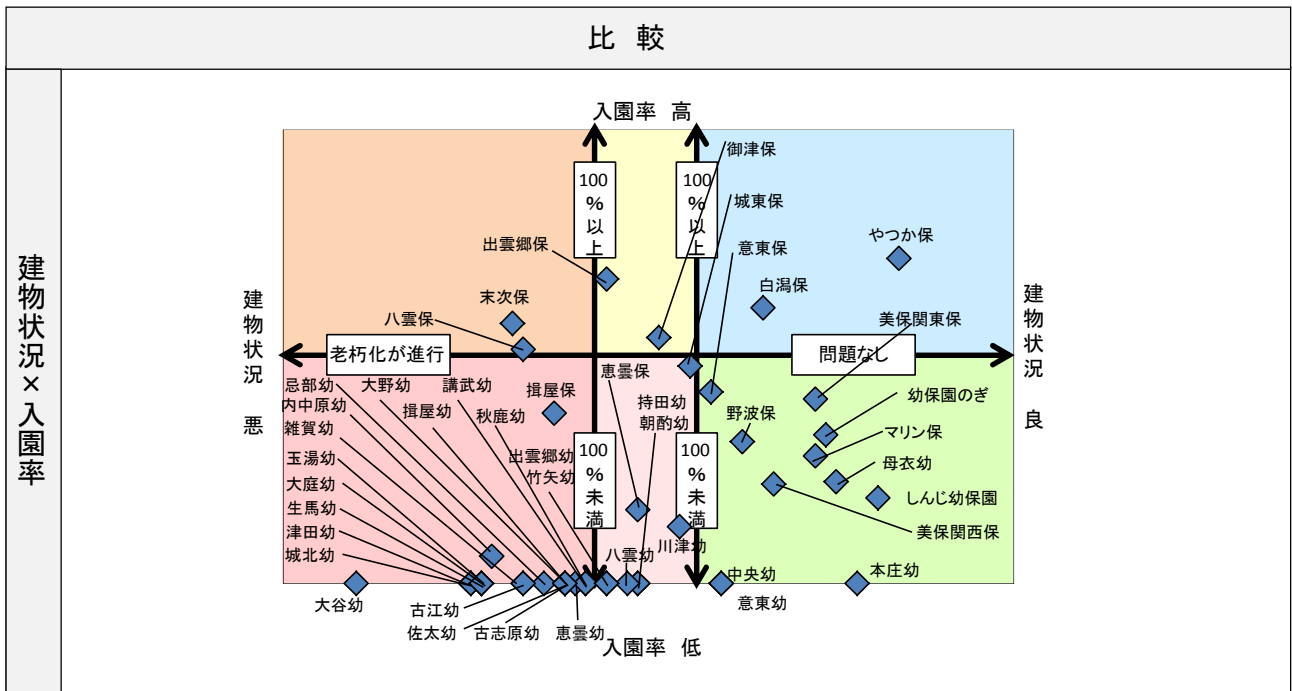 比 較
建物状況×入園率
入園率 高
御津保
100%以上
100%以上
城東保
出雲郷保
意東保
やつか保
白潟保
末次保
八雲保
美保関東保
建物状況 悪
老朽化が進行
問題なし
建物状況 良
恵曇保
忌部幼
大野幼
講武幼
揖屋保
持田幼
幼保園のぎ
内中原幼
揖屋幼
秋鹿幼
朝酌幼
野波保
マリン保
雑賀幼
100%未満
100%未満
玉湯幼
出雲郷幼
母衣幼
大庭幼
竹矢幼
しんじ幼保園
生馬幼
津田幼
美保関西保
城北幼
八雲幼
川津幼
中央幼
本庄幼
大谷幼
古江幼
意東幼
佐太幼
古志原幼
恵曇幼
入園率 低